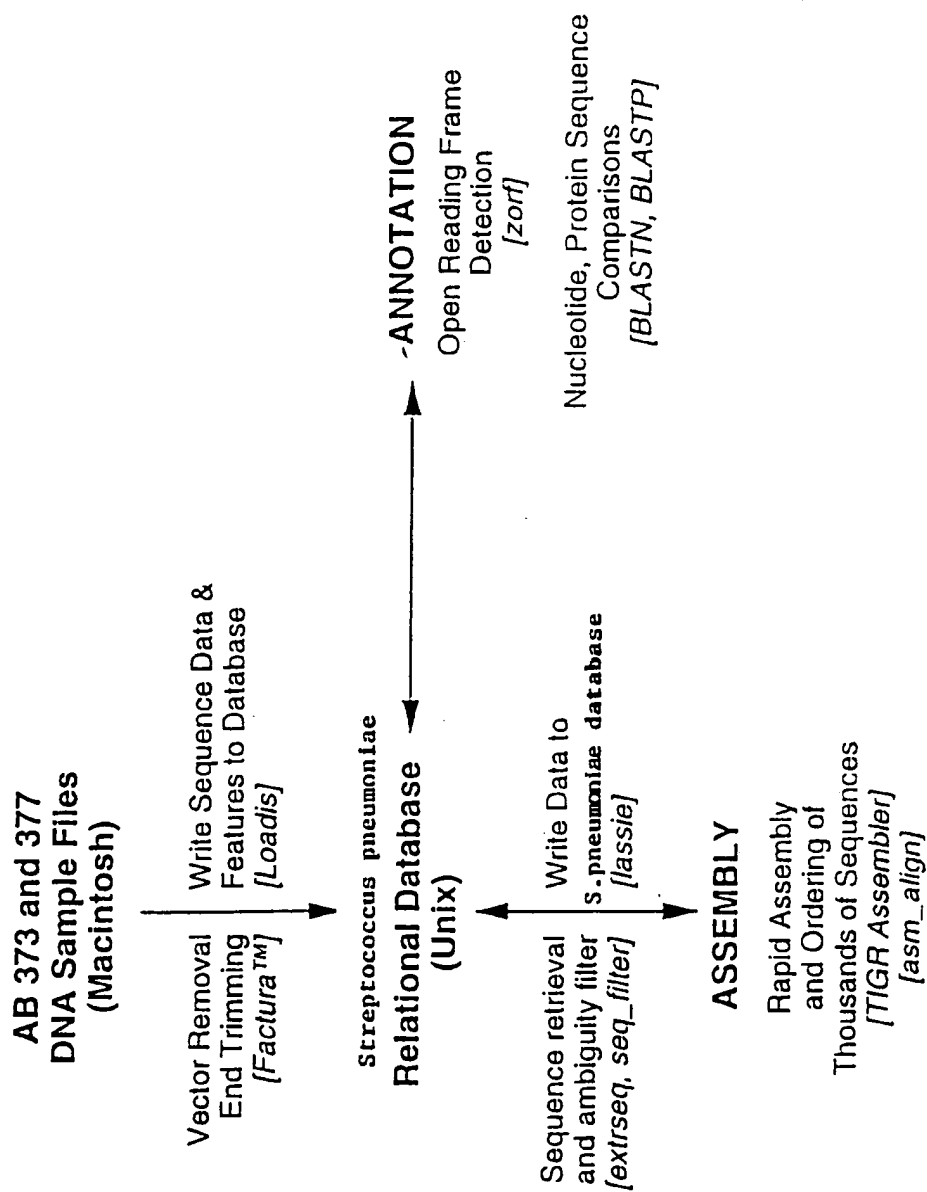 AB 373 and 377
DNA Sample Files
(Macintosh)
Vector Removal
End Trimming
[Factura™]
Write Sequence Data &
Features to Database
[Loadis]
Streptococcus pneumoniae
Relational Database
(Unix)
ANNOTATION
Open Reading Frame
Detection
[zorf]
Nucleotide, Protein Sequence
Comparisons
[BLASTN, BLASTP]
Sequence retrieval
and ambiguity filter
[extrseq, seq_filter]
Write Data to
S.pneumoniae database
[lassie]
ASSEMBLY
Rapid Assembly
and Ordering of
Thousands of Sequences
[TIGR Assembler]
[asm_align]